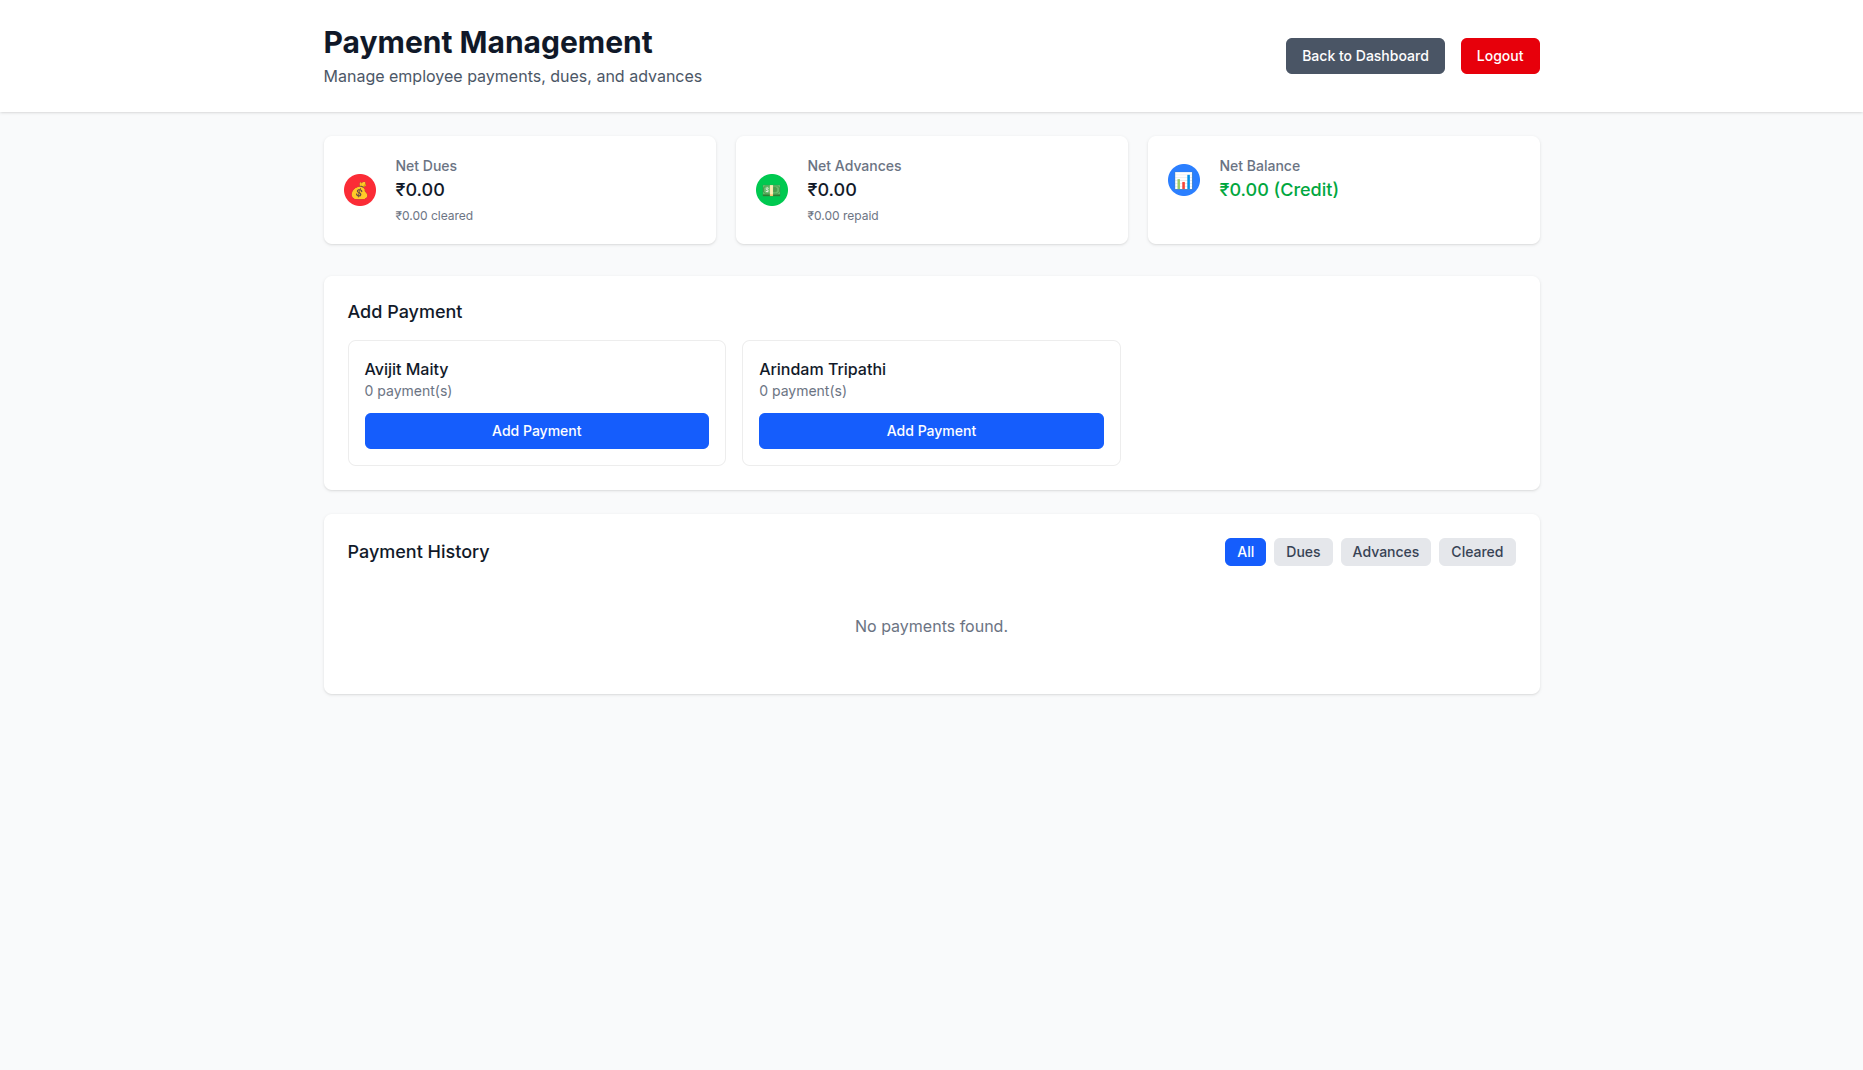 Payment Management
Manage employee payments, dues, and advances
Back to Dashboard
Logout
Net Dues
₹0.00
₹0.00 cleared
Net Advances
₹0.00
₹0.00 repaid
Net Balance
₹0.00 (Credit)
Add Payment
Avijit Maity
0 payment(s)
Add Payment
Arindam Tripathi
0 payment(s)
Add Payment
Payment History
All
Dues
Advances
Cleared
No payments found.